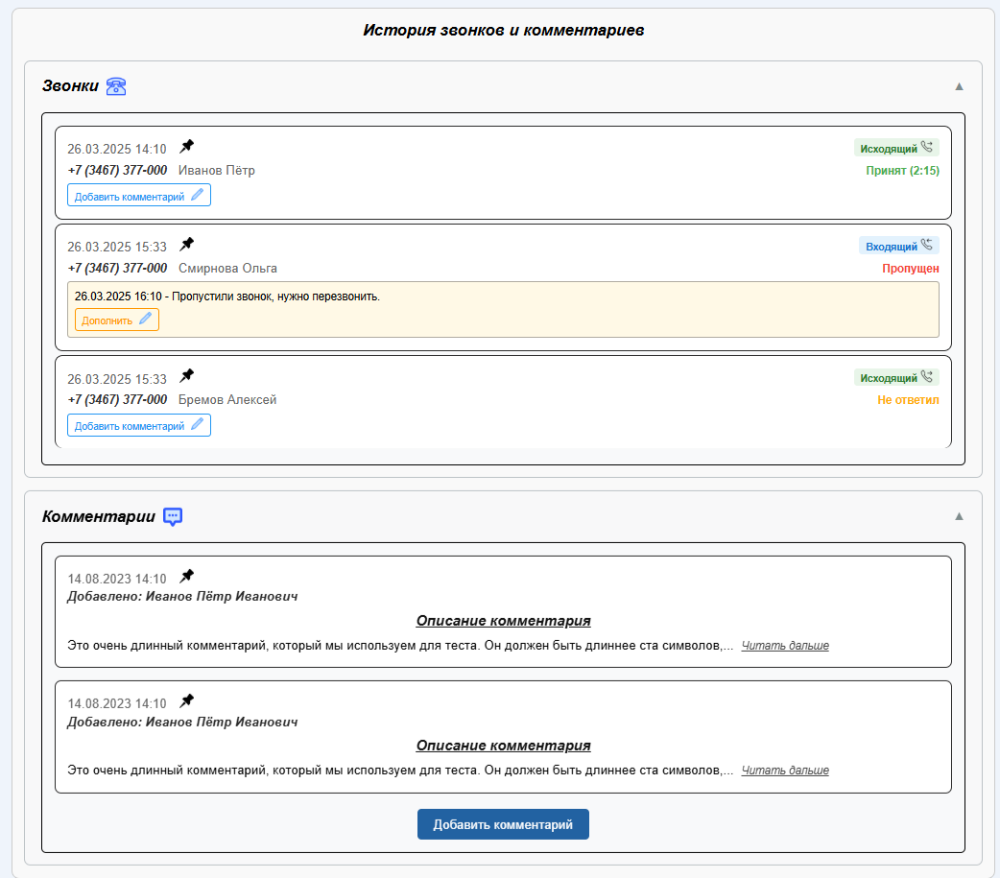 История звонков и комментариев
Звонки
26.03.2025 14:10
Исходящий
+7 (3467) 377-000 Иванов Пётр
Принят (2:15)
Добавить комментарий
26.03.2025 15:33
Входящий
+7 (3467) 377-000 Смирнова Ольга
Пропущен
26.03.2025 16:10 - Пропустили звонок, нужно перезвонить.
Дополнить
26.03.2025 15:33
Исходящий
+7 (3467) 377-000 Бремов Алексей
Не ответил
Добавить комментарий
Комментарии
14.08.2023 14:10
Добавлено: Иванов Пётр Иванович
Описание комментария
Это очень длинный комментарий, который мы используем для теста. Он должен быть длиннее ста символов,... Читать дальше
14.08.2023 14:10
Добавлено: Иванов Пётр Иванович
Описание комментария
Это очень длинный комментарий, который мы используем для теста. Он должен быть длиннее ста символов,... Читать дальше
Добавить комментарий